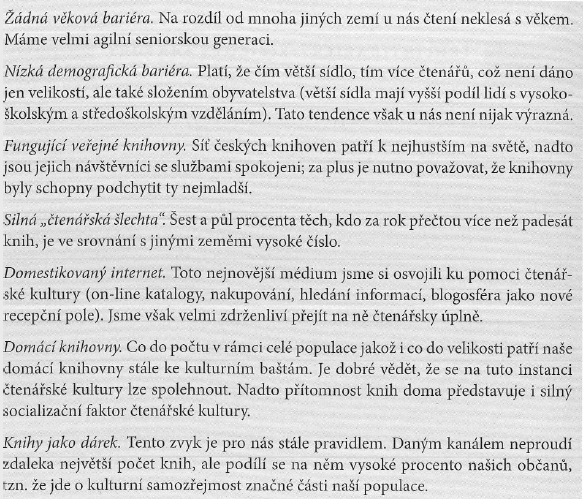 Žádná věková bariéra. Na rozdíl od mnoha jiných zemí u nás čtení neklesá s věkem.
Máme velmi agilní seniorskou generaci.
Nízká demografická bariéra. Platí, že čím větší sídlo, tím více čtenářů, což není dáno
jen velikostí, ale také složením obyvatelstva (větší sídla mají vyšší podíl lidí s vysoko-
školským a středoškolským vzděláním). Tato tendence však u nás není nijak výrazná.
Fungující veřejné knihovny. Síť českých knihoven patří k nejhustším na světě, nadto
jsou jejich návštěvníci se službami spokojeni; za plus je nutno považovat, že knihovny
byly schopny podchytit ty nejmladší.
Silná „čtenářská šlechta“. Šest a půl procenta těch, kdo za rok přečtou více než padesát
knih, je ve srovnání s jinými zeměmi vysoké číslo.
Domestikovaný internet. Toto nejnovější médium jsme si osvojili ku pomoci čtenář-
ské kultury (on-line katalogy, nakupování, hledání informací, blogosféra jako nové
recepční pole). Jsme však velmi zdrženliví přejít na ně čtenářsky úplně.
Domácí knihovny. Co do počtu v rámci celé populace jakož i co do velikosti patří naše
domácí knihovny stále ke kulturním baštám. Je dobré vědět, že se na tuto instanci
čtenářské kultury lze spolehnout. Nadto přítomnost knih doma představuje i silný
socializační faktor čtenářské kultury.
Knihy jako dárek. Tento zvyk je pro nás stále pravidlem. Daným kanálem neproudí
zdaleka největší počet knih, ale podílí se na něm vysoké procento našich občanů,
tzn. že jde o kulturní samozřejmost značné části naší populace.